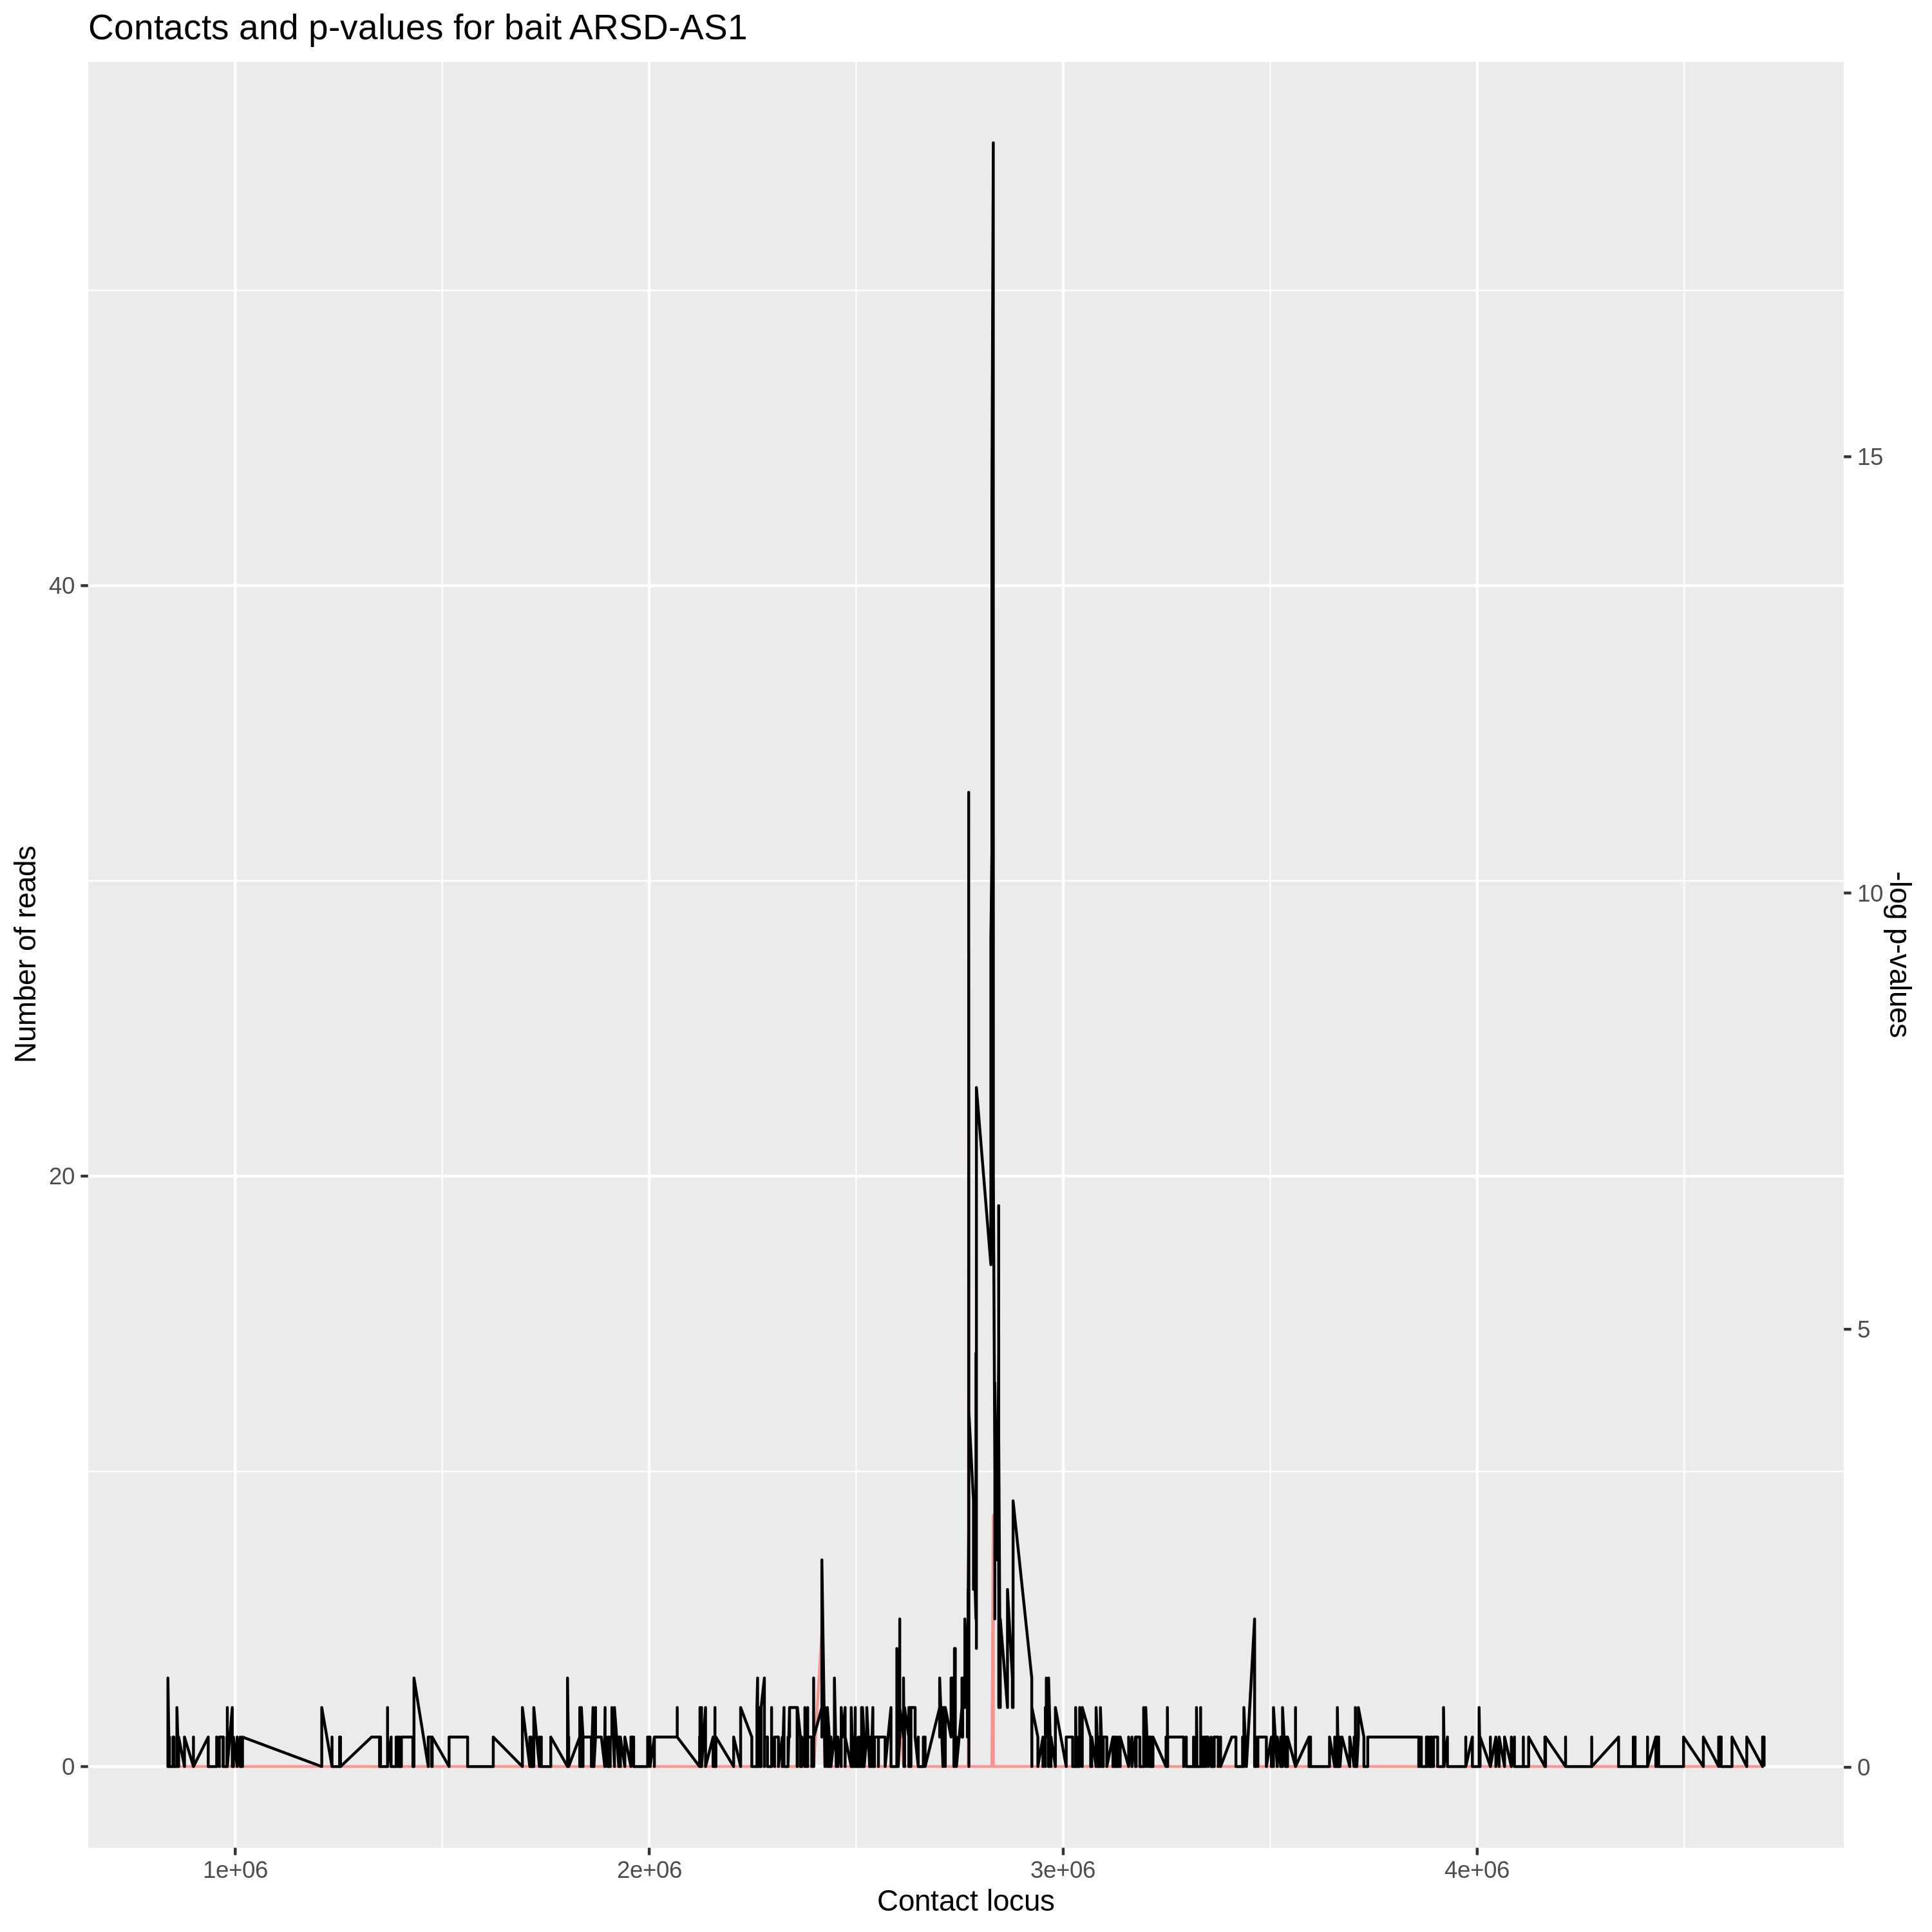 Contacts and p-values for bait ARSD-AS1
Number of reads
40
20
0
15
10
5
0
-log p-values
1e+06
2e+06
3e+06
4e+06
Contact locus